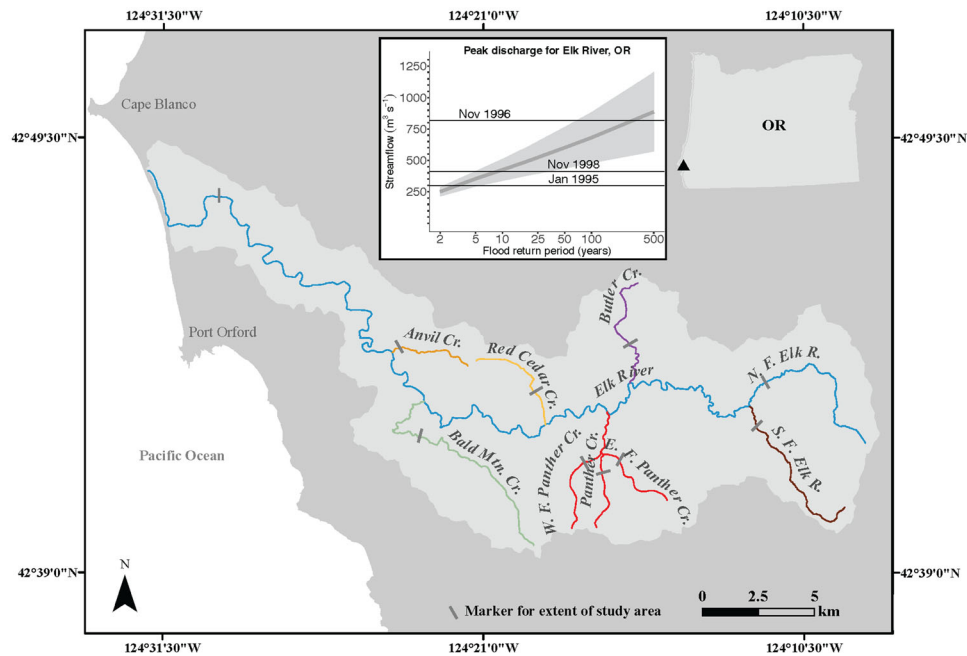 124°31'30"W
124°21'0"W
124°10'30"W
Peak discharge for Elk River, OR
Streamflow (m³ s⁻¹)
1250
1000
750
500
250
Nov 1996
Nov 1998
Jan 1995
2 5 10 25 50 100 500
Flood return period (years)
OR
Cape Blanco
42°49'30"N
42°49'30"N
Port Orford
Anvil Cr.
Red Cedar Cr.
Butler Cr.
Elk River
N. F. Elk R.
S. F. Elk R.
Bald Mtn. Cr.
W. F. Panther Cr.
Panther Cr.
E. F. Panther Cr.
Pacific Ocean
42°39'0"N
42°39'0"N
N
Marker for extent of study area
0 2.5 5
km
124°31'30"W
124°21'0"W
124°10'30"W